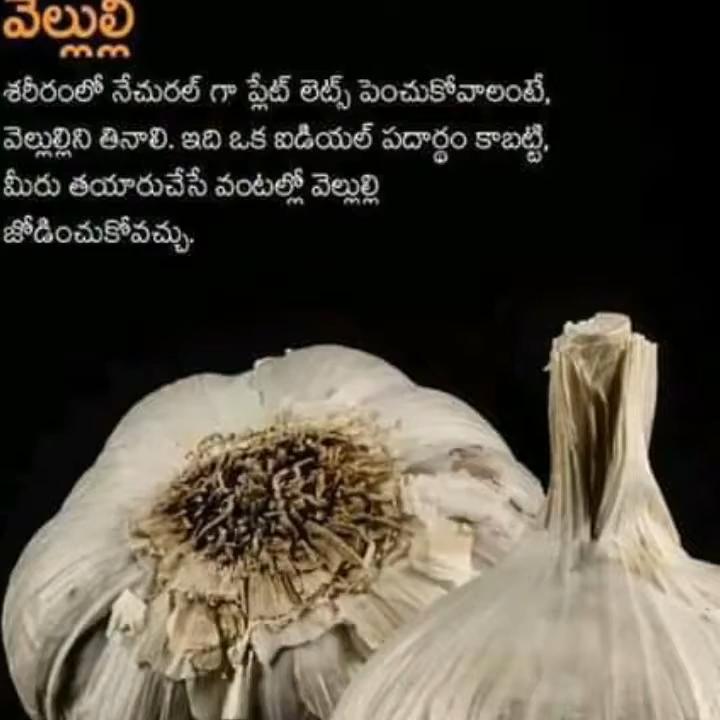 వెల్లుల్లి
శరీరంలో నేచురల్ గా ప్లేట్ లెట్స్ పెంచుకోవాలంటే,
వెల్లుల్లిని తినాలి. ఇది ఒక ఐడియల్ పదార్థం కాబట్టి,
మీరు తయారుచేసే వంటల్లో వెల్లుల్లి
జోడించుకోవచ్చు.